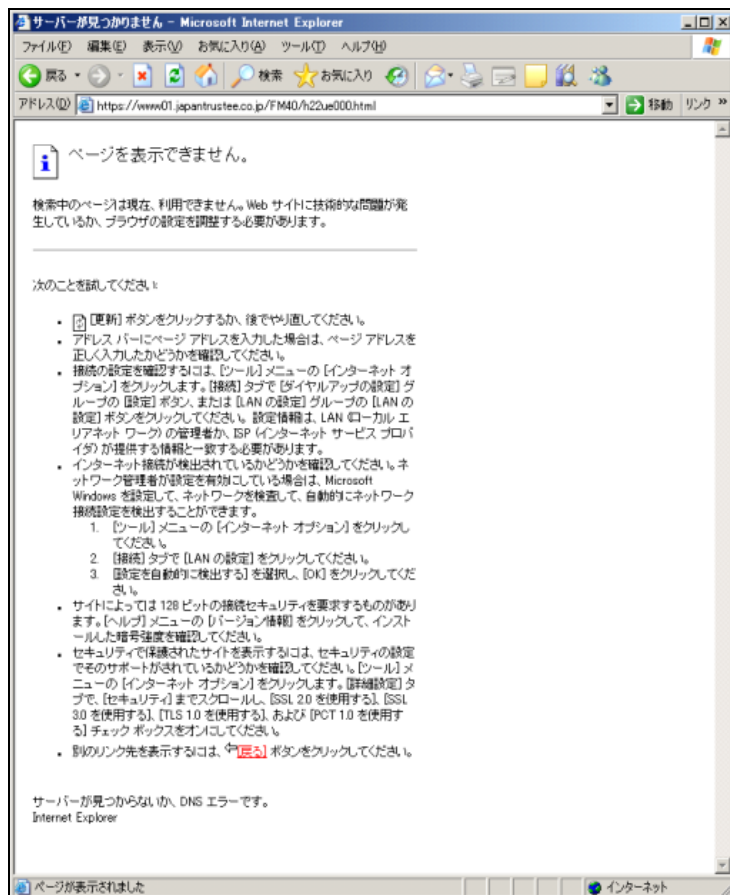 サーバーが見つかりません - Microsoft Internet Explorer
ファイル(F) 編集(E) 表示(V) お気に入り(A) ツール(T) ヘルプ(H)
戻る 検索 お気に入り
アドレス(D) https://www01.japantrustee.co.jp/FM40/h22ue000.html 移動 リンク »
ページを表示できません。
検索中のページは現在、利用できません。Web サイトに技術的な問題が発
生しているか、ブラウザの設定を調整する必要があります。
次のことを試してください:
• [更新] ボタンをクリックするか、後でやり直してください。
• アドレス バーにページ アドレスを入力した場合は、ページ アドレスを
正しく入力したかどうかを確認してください。
• 接続の設定を確認するには、[ツール] メニューの [インターネット オ
プション] をクリックします。[接続] タブで [ダイヤルアップの設定] グ
ループの [設定] ボタン、または [LAN の設定] グループの [LAN の
設定] ボタンをクリックしてください。設定情報は、LAN (ローカル エ
リアネット ワーク) の管理者か、ISP (インターネット サービス プロバ
イダ) が提供する情報と一致する必要があります。
• インターネット接続が検出されているかどうかを確認してください。ネ
ットワーク管理者が設定を有効にしている場合は、Microsoft
Windows を設定して、ネットワークを検査して、自動的にネットワーク
接続設定を検出することができます。
1. [ツール] メニューの [インターネット オプション] をクリックし
てください。
2. [接続] タブで [LAN の設定] をクリックしてください。
3. [設定を自動的に検出する] を選択し、[OK] をクリックしてくだ
さい。
• サイトによっては 128 ビットの接続セキュリティを要求するものがあり
ます。[ヘルプ] メニューの [バージョン情報] をクリックして、インスト
ールした暗号強度を確認してください。
• セキュリティで保護されたサイトを表示するには、セキュリティの設定
でそのサポートがされているかどうかを確認してください。[ツール] メ
ニューの [インターネット オプション] をクリックします。[詳細設定] タ
ブで、[セキュリティ] までスクロールし、[SSL 2.0 を使用する]、[SSL
3.0 を使用する]、[TLS 1.0 を使用する]、および [PCT 1.0 を使用す
る] チェック ボックスをオンにしてください。
• 別のリンク先を表示するには、[戻る] ボタンをクリックしてください。
サーバーが見つからないか、DNS エラーです。
Internet Explorer
ページが表示されました インターネット